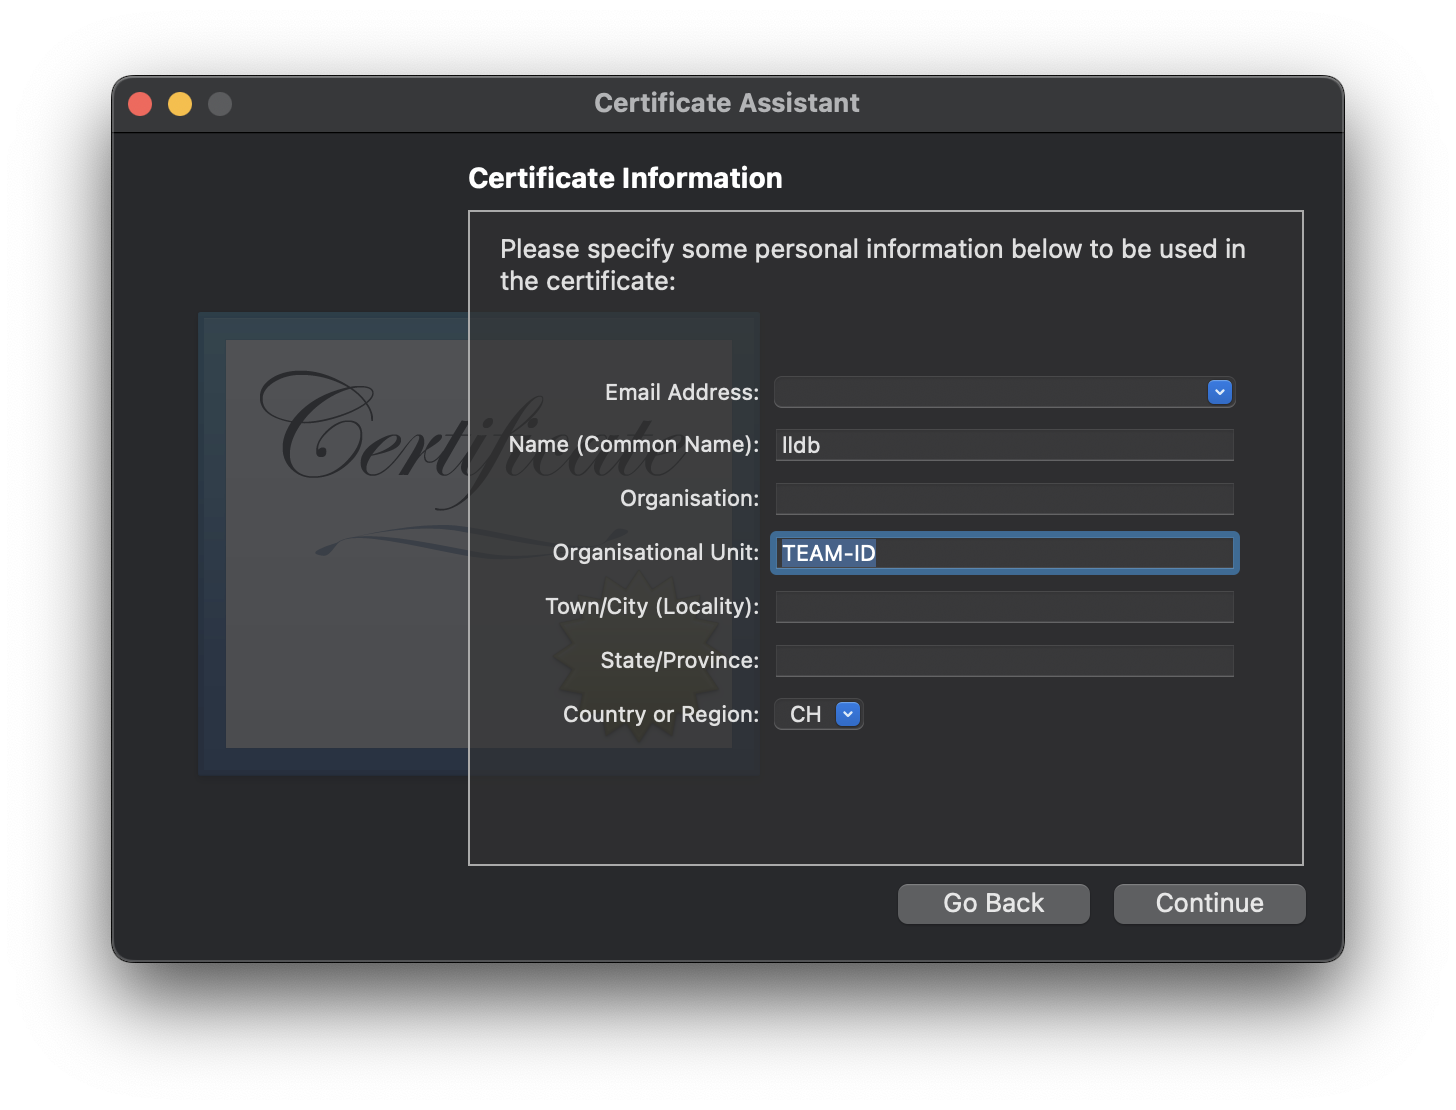 Certificate Assistant
Certificate Information
Please specify some personal information below to be used in
the certificate:
Certificate
Email Address:
Name (Common Name): lldb
Organisation:
Organisational Unit: TEAM-ID
Town/City (Locality):
State/Province:
Country or Region: CH
Go Back Continue